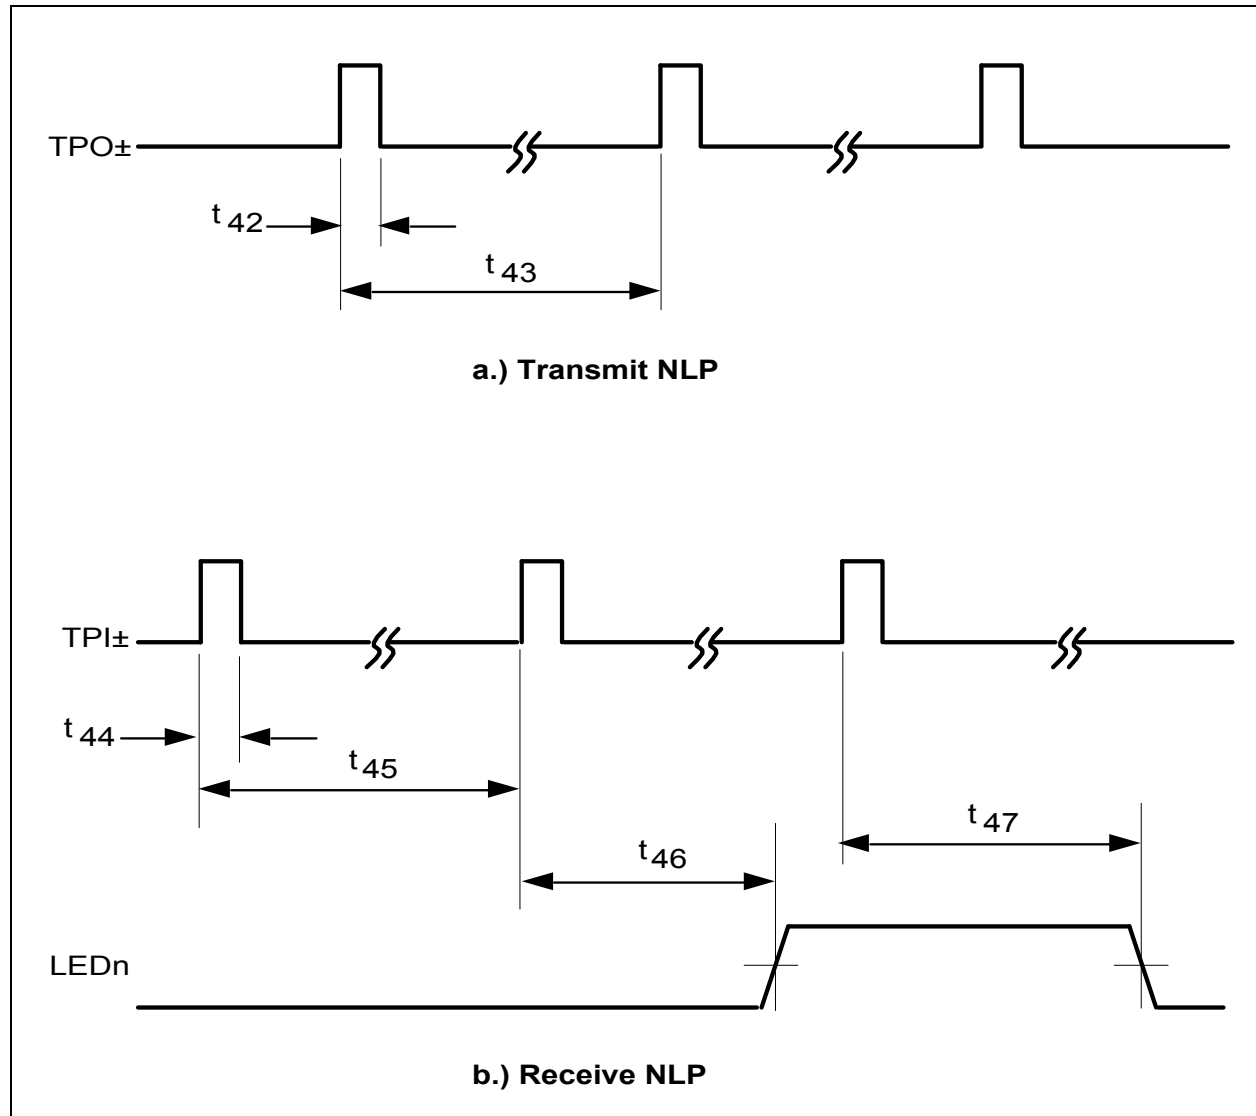 TPO±
t 42
t 43
a.) Transmit NLP
TPI±
t 44
t 45
t 47
t 46
LEDn
b.) Receive NLP